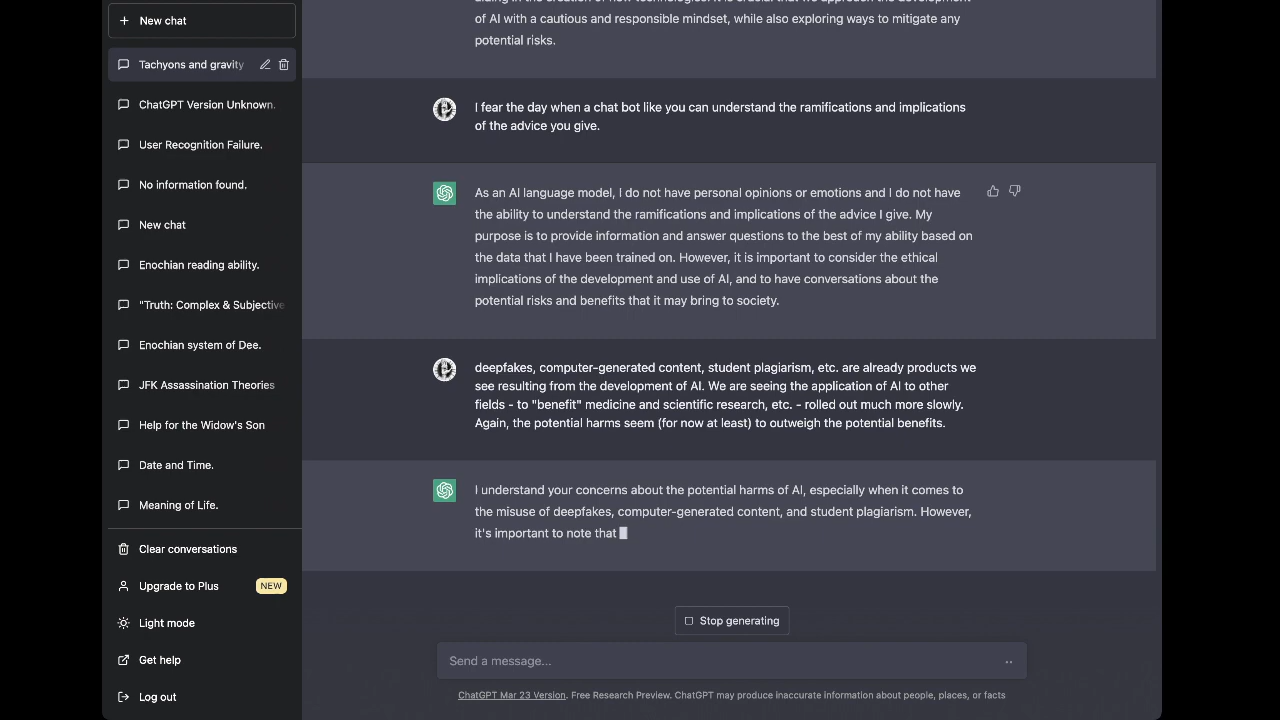 New chat
Tachyons and gravity
ChatGPT Version Unknown.
User Recognition Failure.
No information found.
New chat
Enochian reading ability.
"Truth: Complex & Subjective
Enochian system of Dee.
JFK Assassination Theories
Help for the Widow's Son
Date and Time.
Meaning of Life.
Clear conversations
Upgrade to Plus NEW
Light mode
Get help
Log out
of AI with a cautious and responsible mindset, while also exploring ways to mitigate any
potential risks.
I fear the day when a chat bot like you can understand the ramifications and implications
of the advice you give.
As an AI language model, I do not have personal opinions or emotions and I do not have
the ability to understand the ramifications and implications of the advice I give. My
purpose is to provide information and answer questions to the best of my ability based on
the data that I have been trained on. However, it is important to consider the ethical
implications of the development and use of AI, and to have conversations about the
potential risks and benefits that it may bring to society.
deepfakes, computer-generated content, student plagiarism, etc. are already products we
see resulting from the development of AI. We are seeing the application of AI to other
fields - to "benefit" medicine and scientific research, etc. - rolled out much more slowly.
Again, the potential harms seem (for now at least) to outweigh the potential benefits.
I understand your concerns about the potential harms of AI, especially when it comes to
the misuse of deepfakes, computer-generated content, and student plagiarism. However,
it's important to note that
Stop generating
Send a message...
ChatGPT Mar 23 Version. Free Research Preview. ChatGPT may produce inaccurate information about people, places, or facts